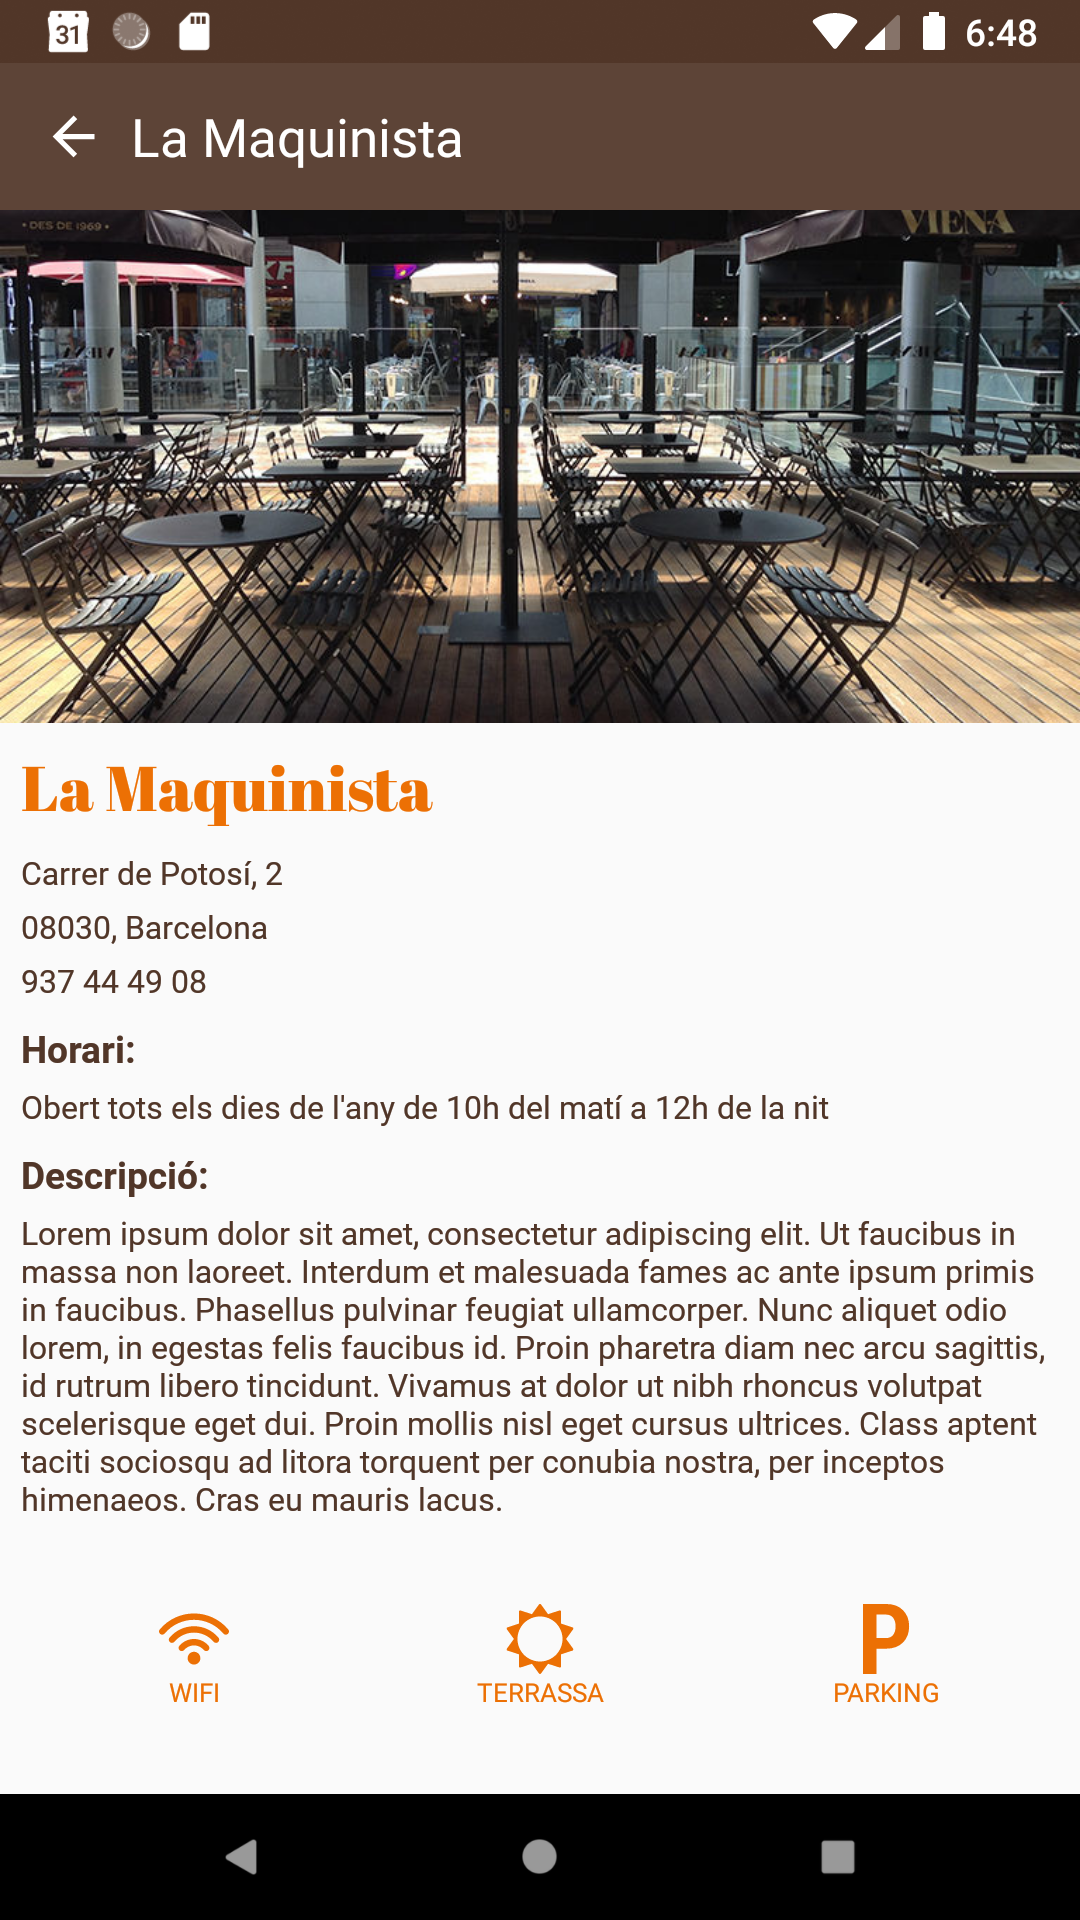 31
6:48
La Maquinista
• DES DE 1969 •
VIENA
La Maquinista
Carrer de Potosí, 2
08030, Barcelona
937 44 49 08
Horari:
Obert tots els dies de l'any de 10h del matí a 12h de la nit
Descripció:
Lorem ipsum dolor sit amet, consectetur adipiscing elit. Ut faucibus in
massa non laoreet. Interdum et malesuada fames ac ante ipsum primis
in faucibus. Phasellus pulvinar feugiat ullamcorper. Nunc aliquet odio
lorem, in egestas felis faucibus id. Proin pharetra diam nec arcu sagittis,
id rutrum libero tincidunt. Vivamus at dolor ut nibh rhoncus volutpat
scelerisque eget dui. Proin mollis nisl eget cursus ultrices. Class aptent
taciti sociosqu ad litora torquent per conubia nostra, per inceptos
himenaeos. Cras eu mauris lacus.
WIFI
TERRASSA
P
PARKING